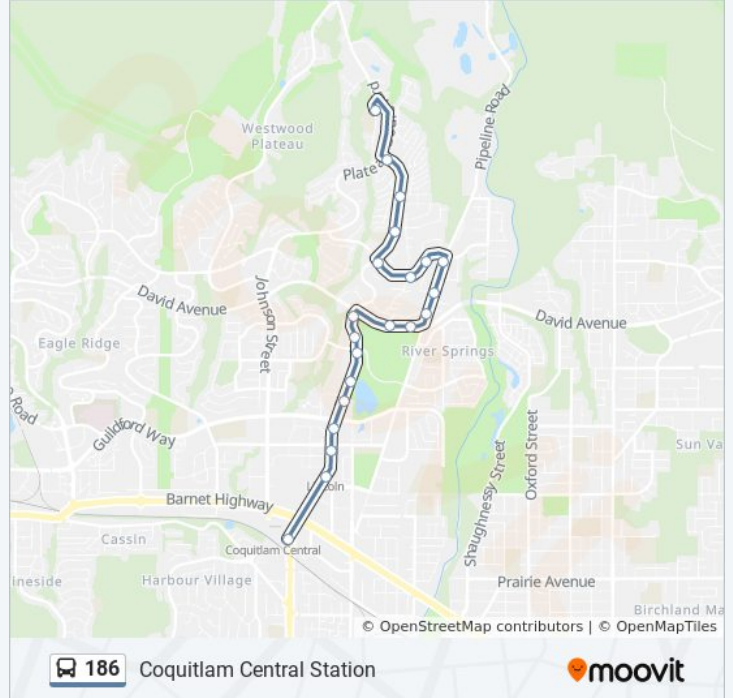 Pipeline Road
Westwood
Plateau
Plate
David Avenue
Johnson Street
David Avenue
Eagle Ridge
River Springs
Road
Guildford Way
Oxford Street
Shaughnessy Street
Sun Va
Barnet Highway
Cassin
Coquitlam Central
ineside
Harbour Village
Prairie Avenue
Birchland Ma
© OpenStreetMap contributors | © OpenMapTiles
186 Coquitlam Central Station
moovit